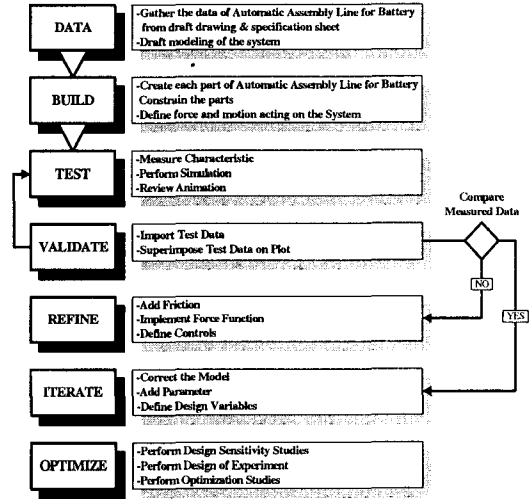 DATA
-Gather the data of Automatic Assembly Line for Battery
from draft drawing & specification sheet
-Draft modeling of the system
BUILD
-Create each part of Automatic Assembly Line for Battery
Constrain the parts
-Define force and motion acting on the System
TEST
-Measure Characteristic
-Perform Simulation
-Review Animation
Compare
Measured Data
VALIDATE
-Import Test Data
-Superimpose Test Data on Plot
NO
YES
REFINE
-Add Friction
-Implement Force Function
-Define Controls
ITERATE
-Correct the Model
-Add Parameter
-Define Design Variables
OPTIMIZE
-Perform Design Sensitivity Studies
-Perform Design of Experiment
-Perform Optimization Studies